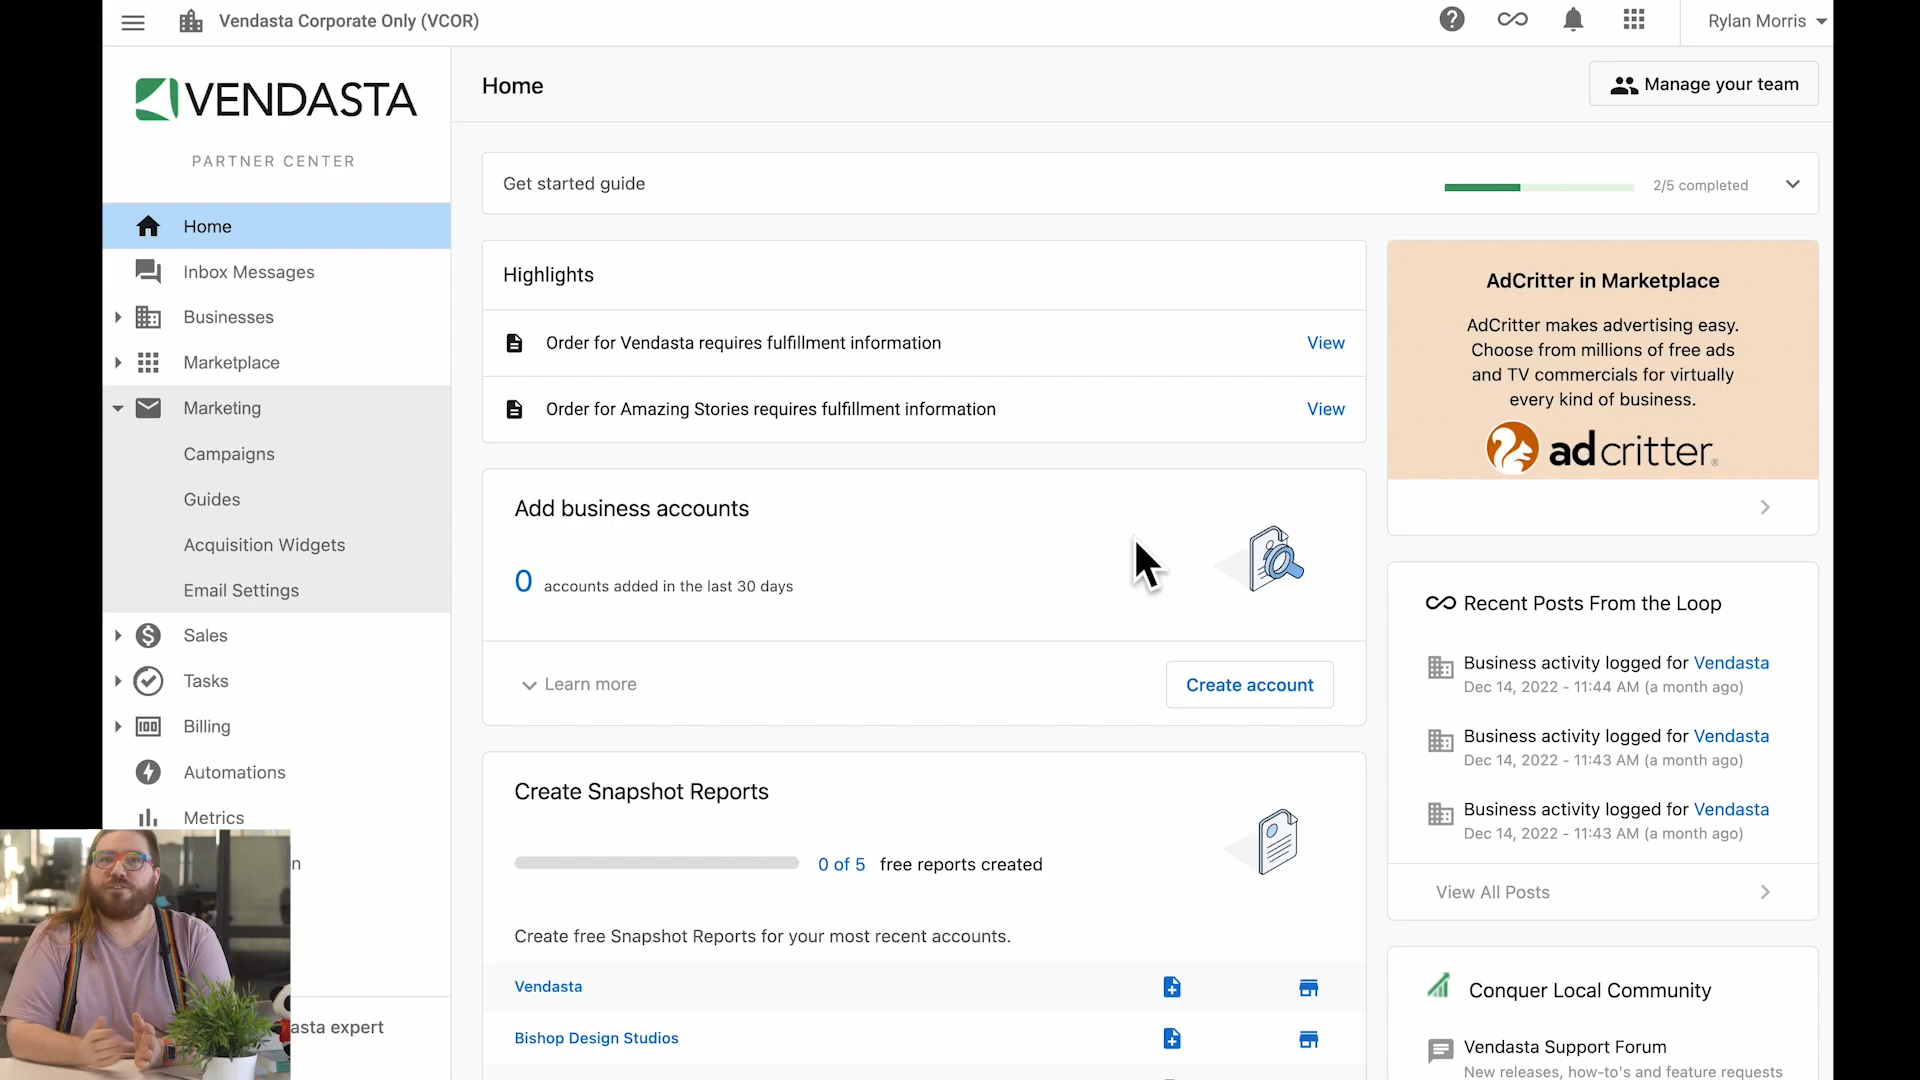 Vendasta Corporate Only (VCOR)
Rylan Morris
VENDASTA
PARTNER CENTER
Home
Inbox Messages
Businesses
Marketplace
Marketing
Campaigns
Guides
Acquisition Widgets
Email Settings
Sales
Tasks
Billing
Automations
Metrics
n
asta expert
Home
Manage your team
Get started guide
2/5 completed
Highlights
Order for Vendasta requires fulfillment information
View
Order for Amazing Stories requires fulfillment information
View
Add business accounts
0 accounts added in the last 30 days
Learn more
Create account
Create Snapshot Reports
0 of 5 free reports created
Create free Snapshot Reports for your most recent accounts.
Vendasta
Bishop Design Studios
AdCritter in Marketplace
AdCritter makes advertising easy.
Choose from millions of free ads
and TV commercials for virtually
every kind of business.
adcritter®
Recent Posts From the Loop
Business activity logged for Vendasta
Dec 14, 2022 - 11:44 AM (a month ago)
Business activity logged for Vendasta
Dec 14, 2022 - 11:43 AM (a month ago)
Business activity logged for Vendasta
Dec 14, 2022 - 11:43 AM (a month ago)
View All Posts
Conquer Local Community
Vendasta Support Forum
New releases, how-to's and feature requests